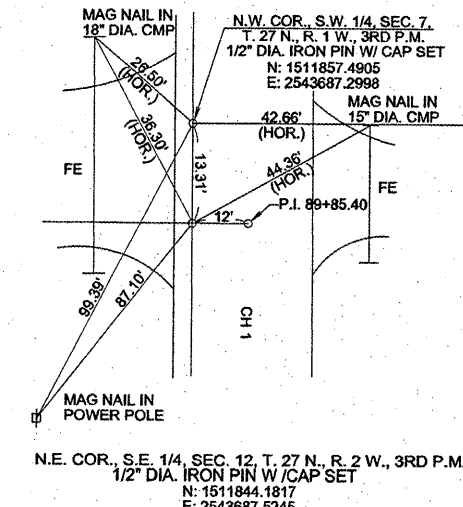 MAG NAIL IN
18" DIA. CMP
N.W. COR., S.W. 1/4, SEC. 7,
T. 27 N., R. 1 W., 3RD P.M.
1/2" DIA. IRON PIN W/ CAP SET
N: 1511857.4905
E: 2543687.2998
26.50'
(HOR.)
42.66'
(HOR.)
MAG NAIL IN
15" DIA. CMP
36.30'
(HOR.)
13.31'
44.36'
(HOR.)
FE
FE
12'
P.I. 89+85.40
99.39'
87.10'
CH 1
MAG NAIL IN
POWER POLE
N.E. COR., S.E. 1/4, SEC. 12, T. 27 N., R. 2 W., 3RD P.M.
1/2" DIA. IRON PIN W /CAP SET
N: 1511844.1817
E: 2543687.5245